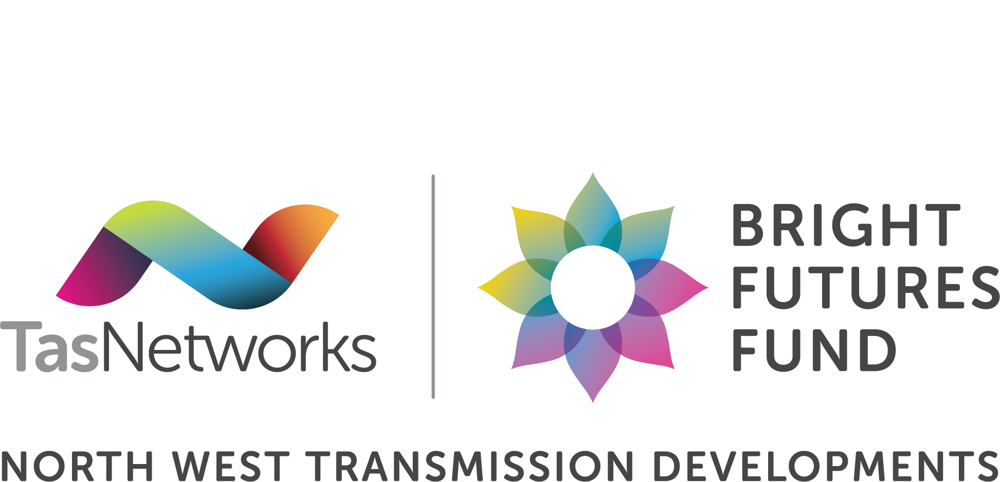 TasNetworks
BRIGHT
FUTURES
FUND
NORTH WEST TRANSMISSION DEVELOPMENTS